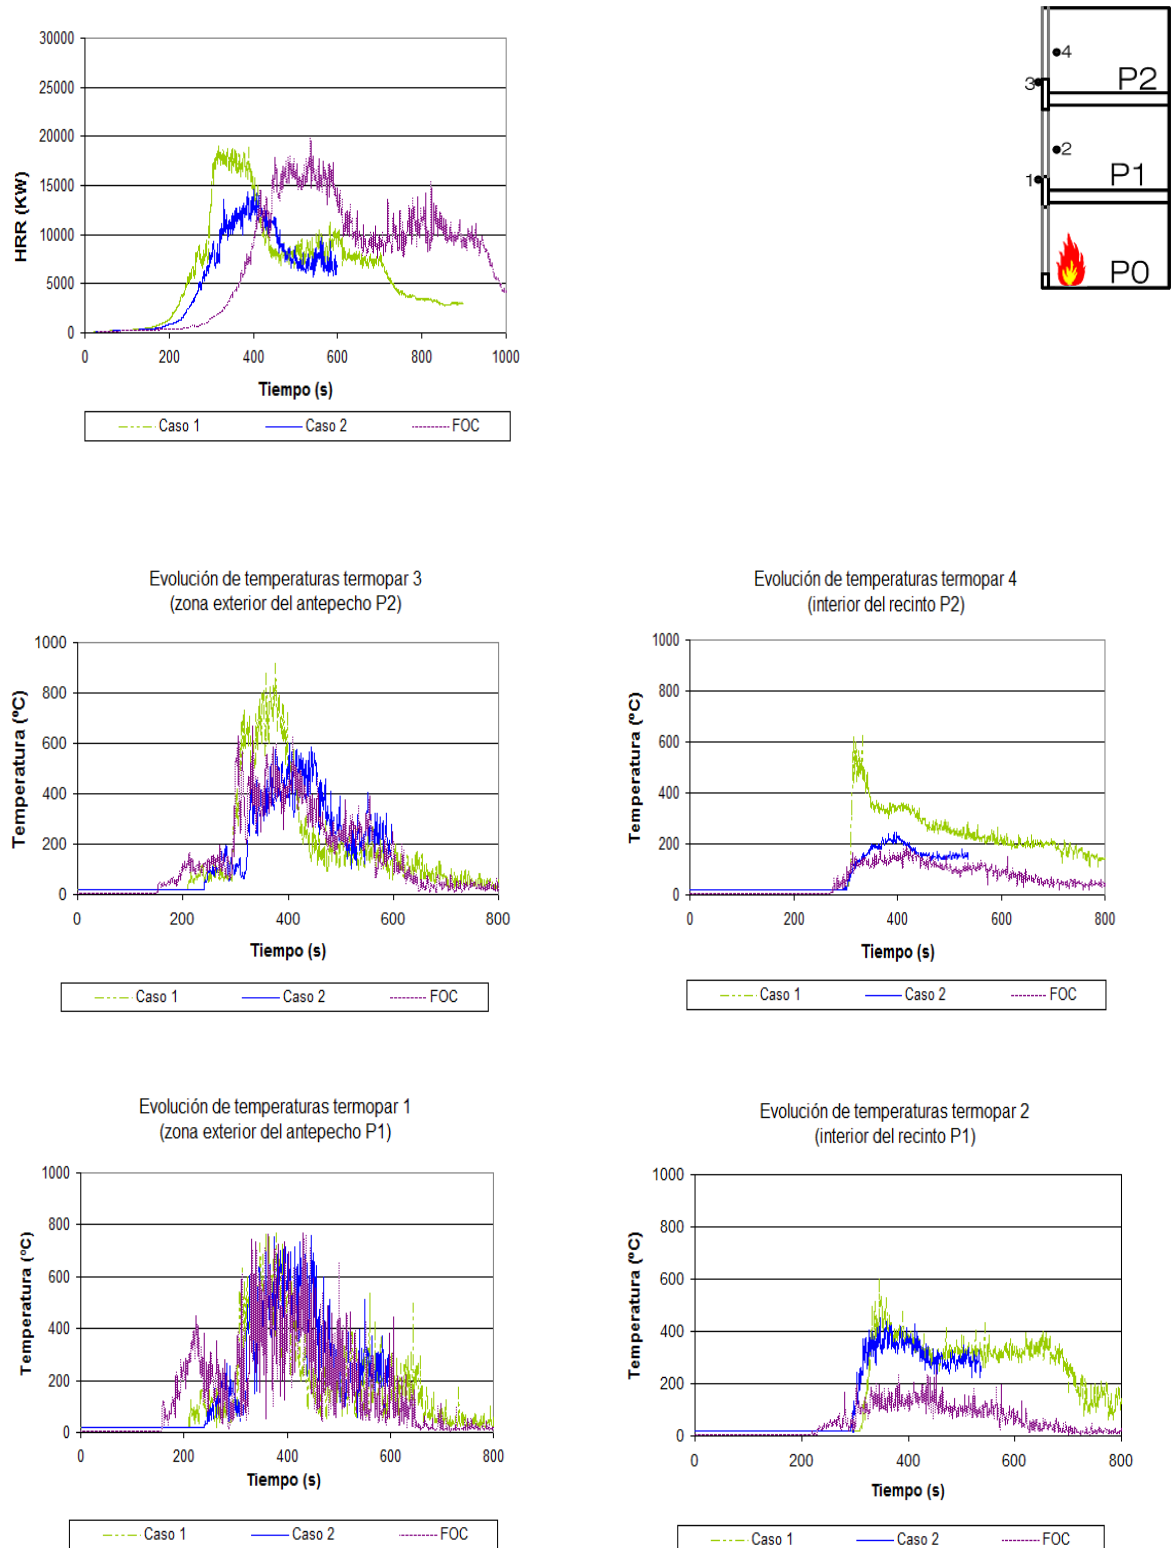 30000
25000
20000
15000
10000
5000
0
HRR (KW)
0 200 400 600 800 1000
Tiempo (s)
Caso 1 Caso 2 FOC
4
3
P2
2
1
P1
P0
Evolución de temperaturas termopar 3
(zona exterior del antepecho P2)
1000
800
600
400
200
0
Temperatura (ºC)
0 200 400 600 800
Tiempo (s)
Caso 1 Caso 2 FOC
Evolución de temperaturas termopar 4
(interior del recinto P2)
1000
800
600
400
200
0
Temperatura (ºC)
0 200 400 600 800
Tiempo (s)
Caso 1 Caso 2 FOC
Evolución de temperaturas termopar 1
(zona exterior del antepecho P1)
1000
800
600
400
200
0
Temperatura (ºC)
0 200 400 600 800
Tiempo (s)
Caso 1 Caso 2 FOC
Evolución de temperaturas termopar 2
(interior del recinto P1)
1000
800
600
400
200
0
Temperatura (ºC)
0 200 400 600 800
Tiempo (s)
Caso 1 Caso 2 FOC